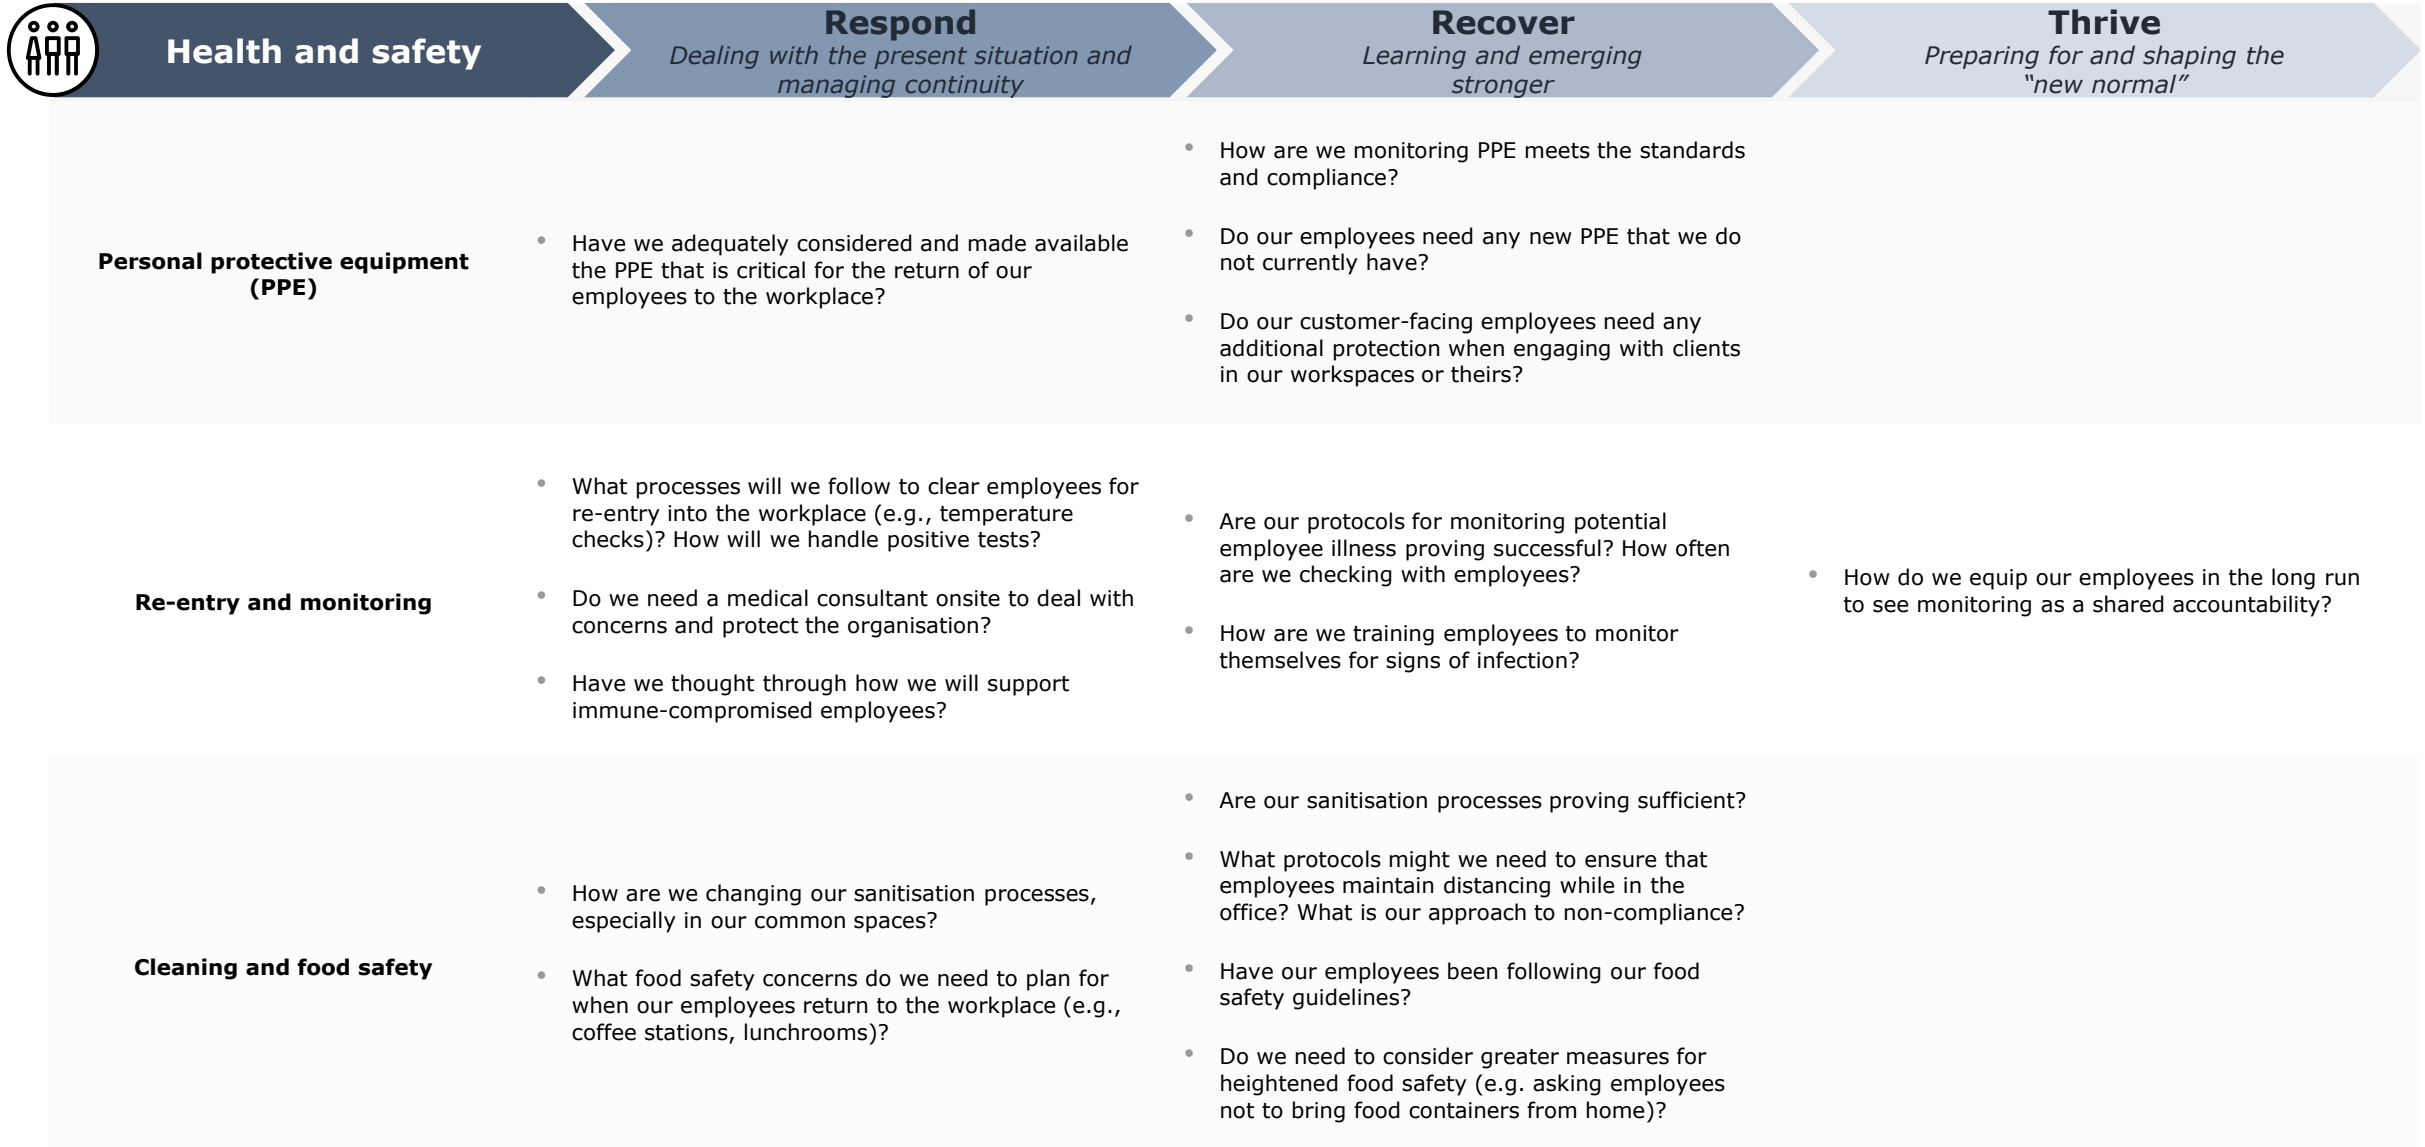 Health and safety
Respond
Dealing with the present situation and
managing continuity
Recover
Learning and emerging
stronger
Thrive
Preparing for and shaping the
“new normal”
Personal protective equipment
(PPE)
• Have we adequately considered and made available
the PPE that is critical for the return of our
employees to the workplace?
• How are we monitoring PPE meets the standards
and compliance?
• Do our employees need any new PPE that we do
not currently have?
• Do our customer-facing employees need any
additional protection when engaging with clients
in our workspaces or theirs?
Re-entry and monitoring
• What processes will we follow to clear employees for
re-entry into the workplace (e.g., temperature
checks)? How will we handle positive tests?
• Do we need a medical consultant onsite to deal with
concerns and protect the organisation?
• Have we thought through how we will support
immune-compromised employees?
• Are our protocols for monitoring potential
employee illness proving successful? How often
are we checking with employees?
• How are we training employees to monitor
themselves for signs of infection?
• How do we equip our employees in the long run
to see monitoring as a shared accountability?
Cleaning and food safety
• How are we changing our sanitisation processes,
especially in our common spaces?
• What food safety concerns do we need to plan for
when our employees return to the workplace (e.g.,
coffee stations, lunchrooms)?
• Are our sanitisation processes proving sufficient?
• What protocols might we need to ensure that
employees maintain distancing while in the
office? What is our approach to non-compliance?
• Have our employees been following our food
safety guidelines?
• Do we need to consider greater measures for
heightened food safety (e.g. asking employees
not to bring food containers from home)?